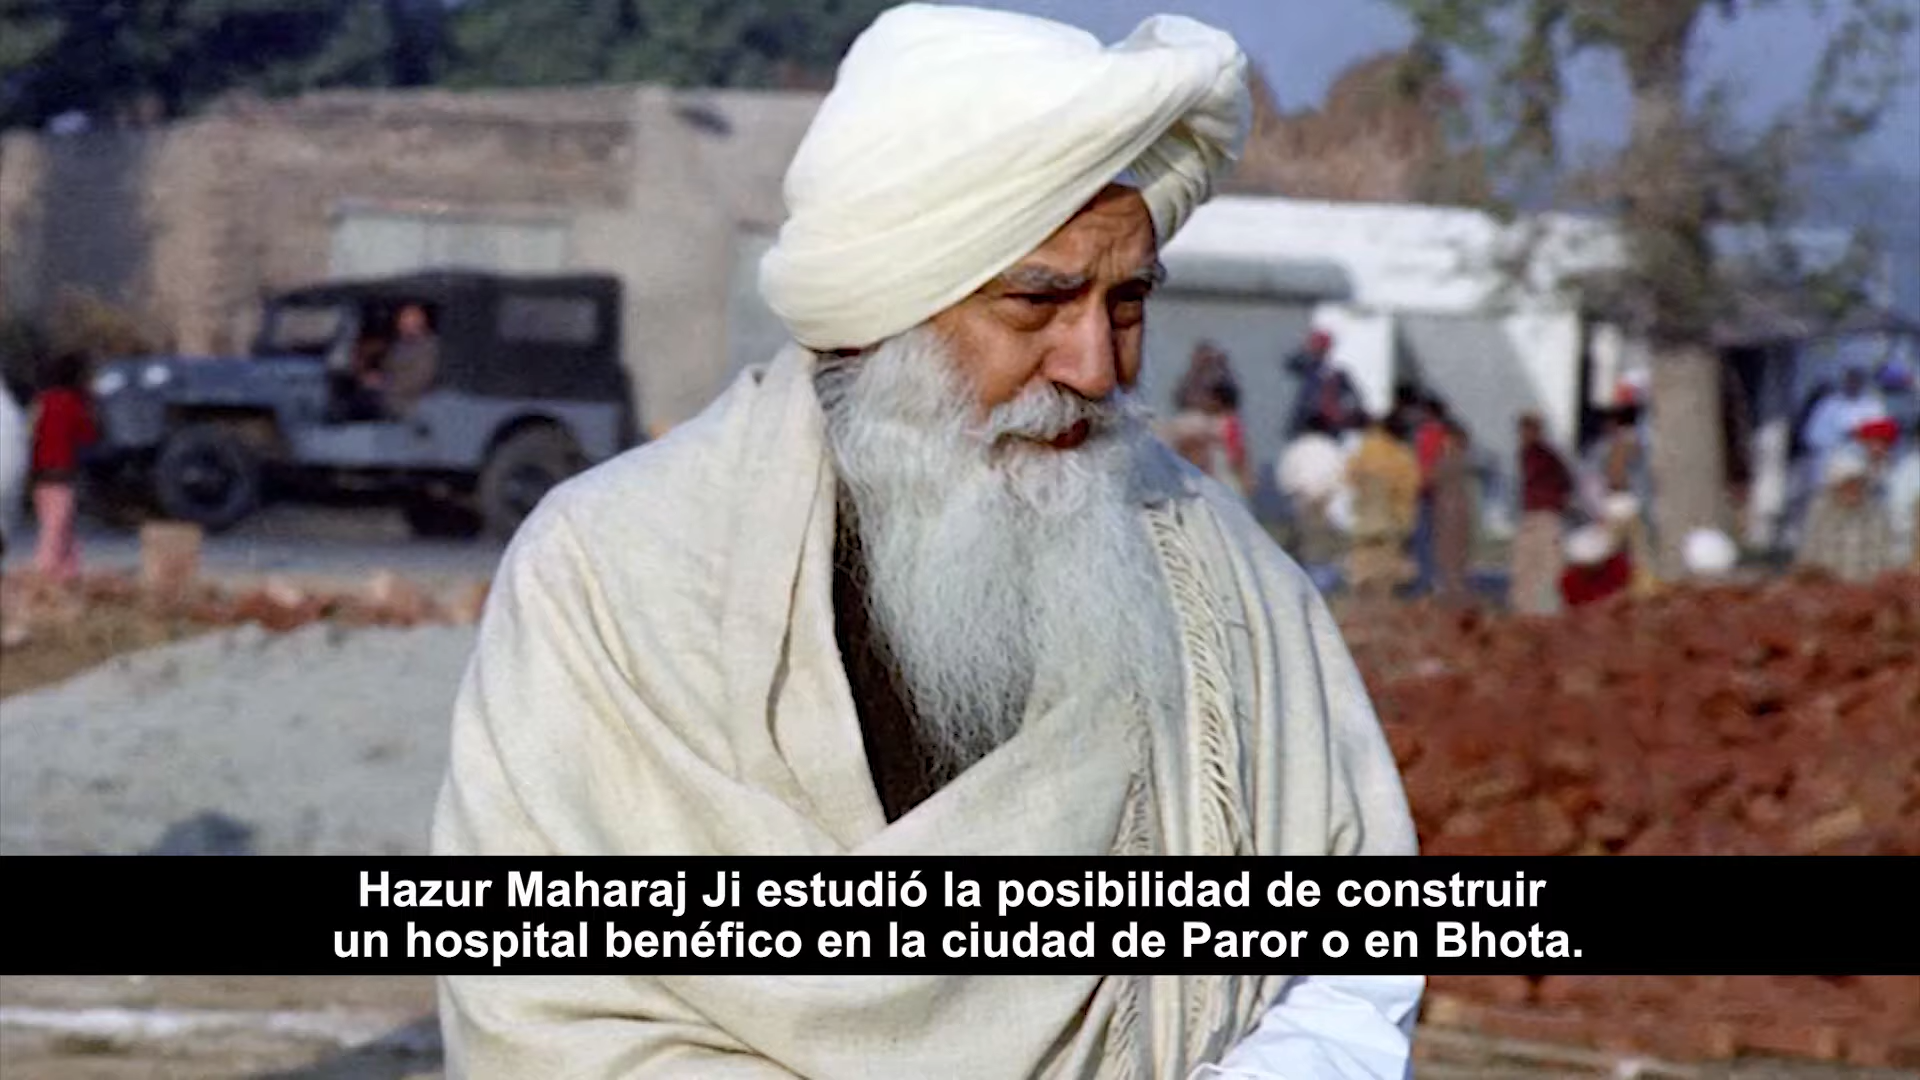 Hazur Maharaj Ji estudió la posibilidad de construir
un hospital benéfico en la ciudad de Paror o en Bhota.